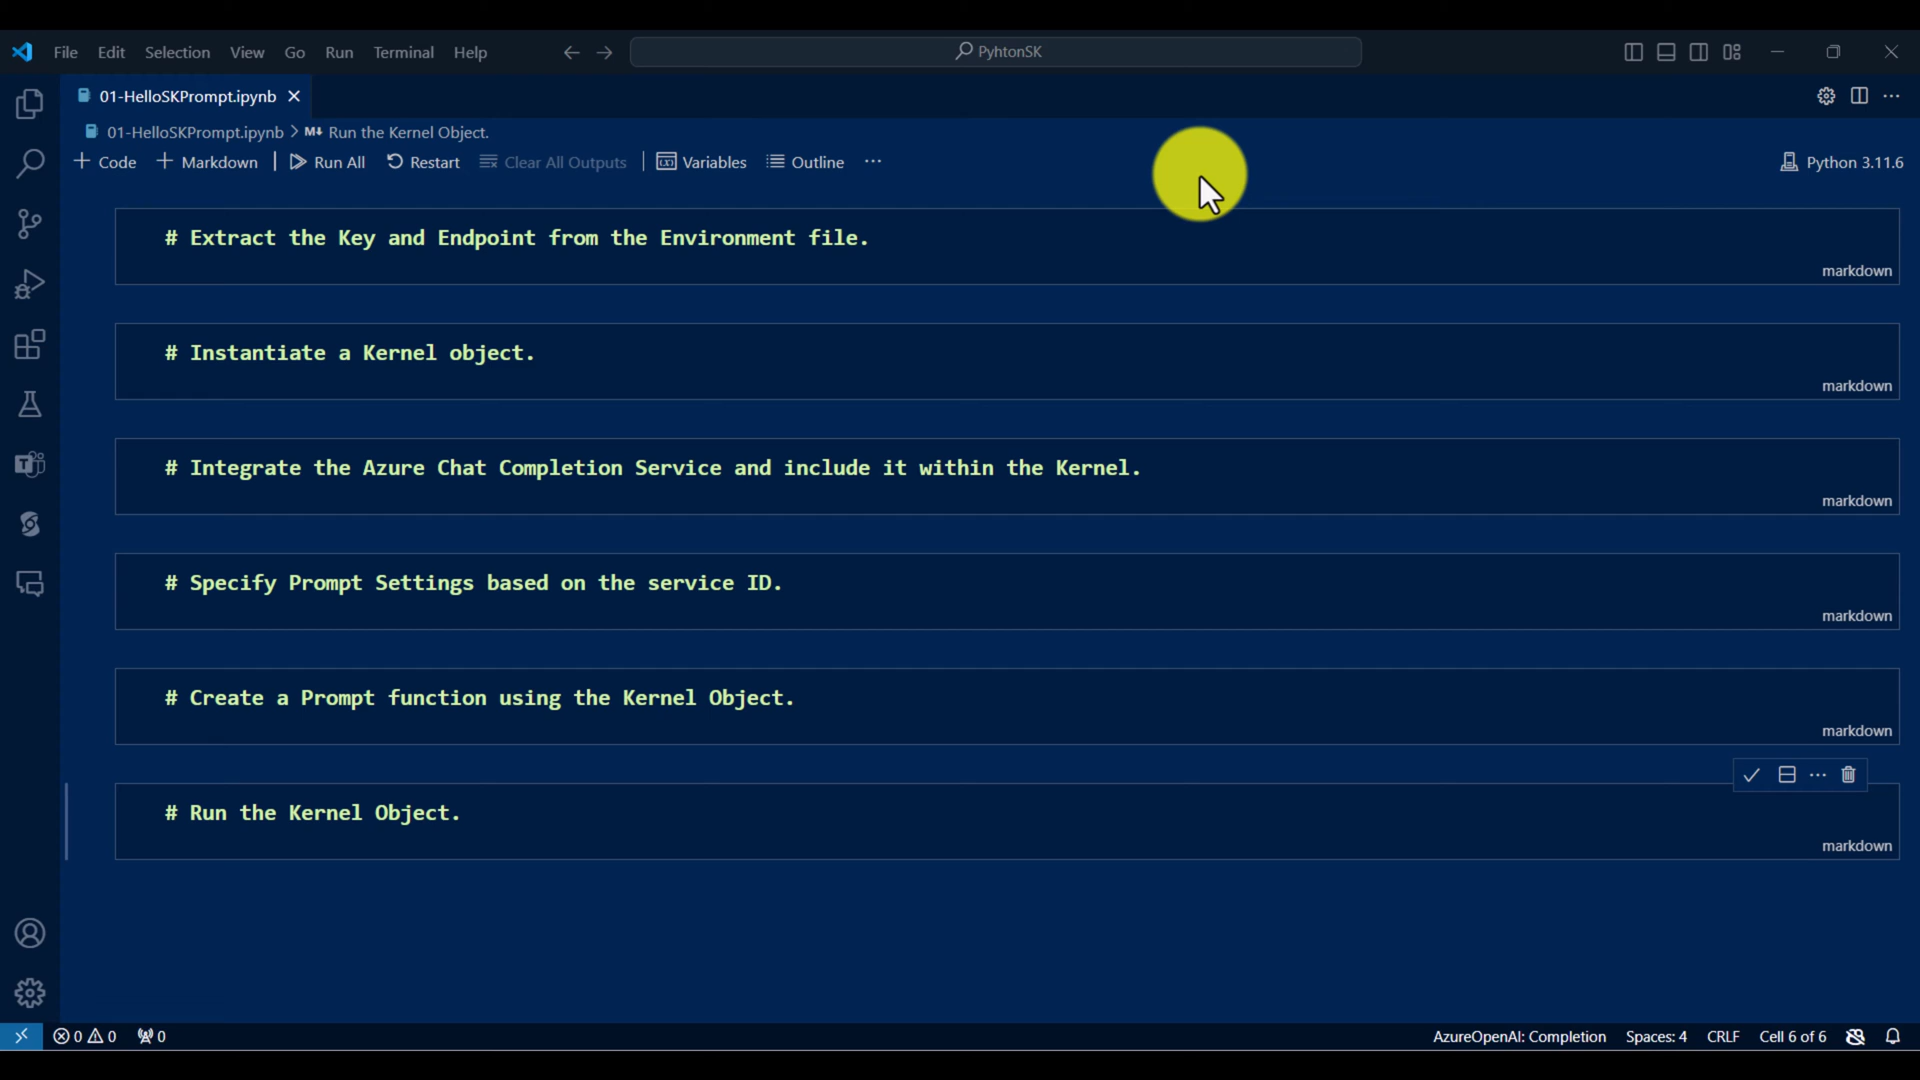 File Edit Selection View Go Run Terminal Help PyhtonSK
01-HelloSKPrompt.ipynb
01-HelloSKPrompt.ipynb > M↓ Run the Kernel Object.
+ Code + Markdown | Run All Restart Clear All Outputs | Variables Outline ··· Python 3.11.6
# Extract the Key and Endpoint from the Environment file.
markdown
# Instantiate a Kernel object.
markdown
# Integrate the Azure Chat Completion Service and include it within the Kernel.
markdown
# Specify Prompt Settings based on the service ID.
markdown
# Create a Prompt function using the Kernel Object.
markdown
# Run the Kernel Object.
markdown
0 0 0 AzureOpenAI: Completion Spaces: 4 CRLF Cell 6 of 6